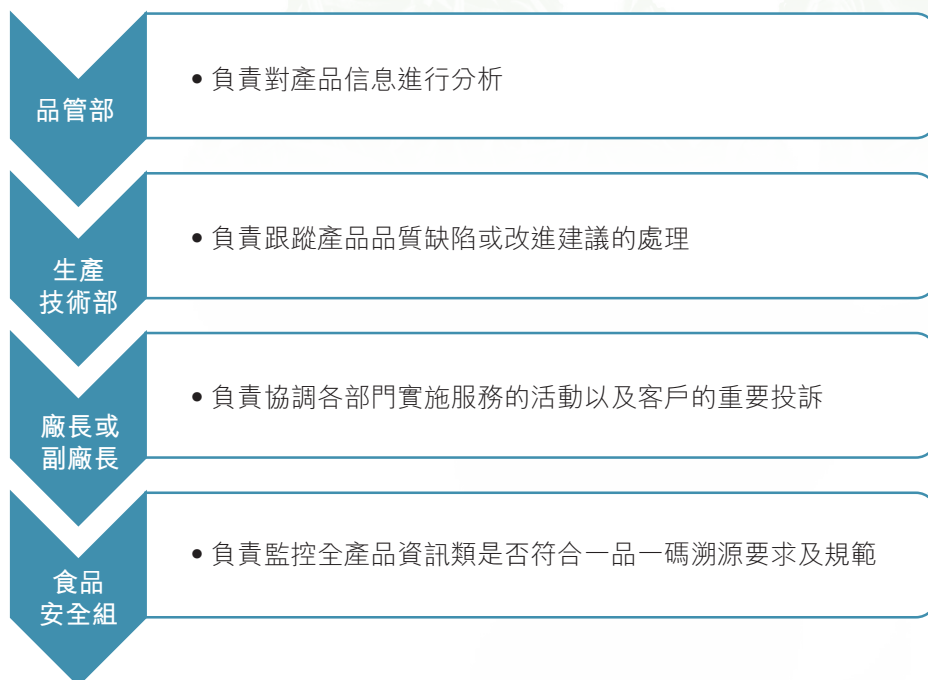 品管部
• 負責對產品信息進行分析
生產
技術部
• 負責跟蹤產品品質缺陷或改進建議的處理
廠長或
副廠長
• 負責協調各部門實施服務的活動以及客戶的重要投訴
食品
安全組
• 負責監控全產品資訊類是否符合一品一碼溯源要求及規範